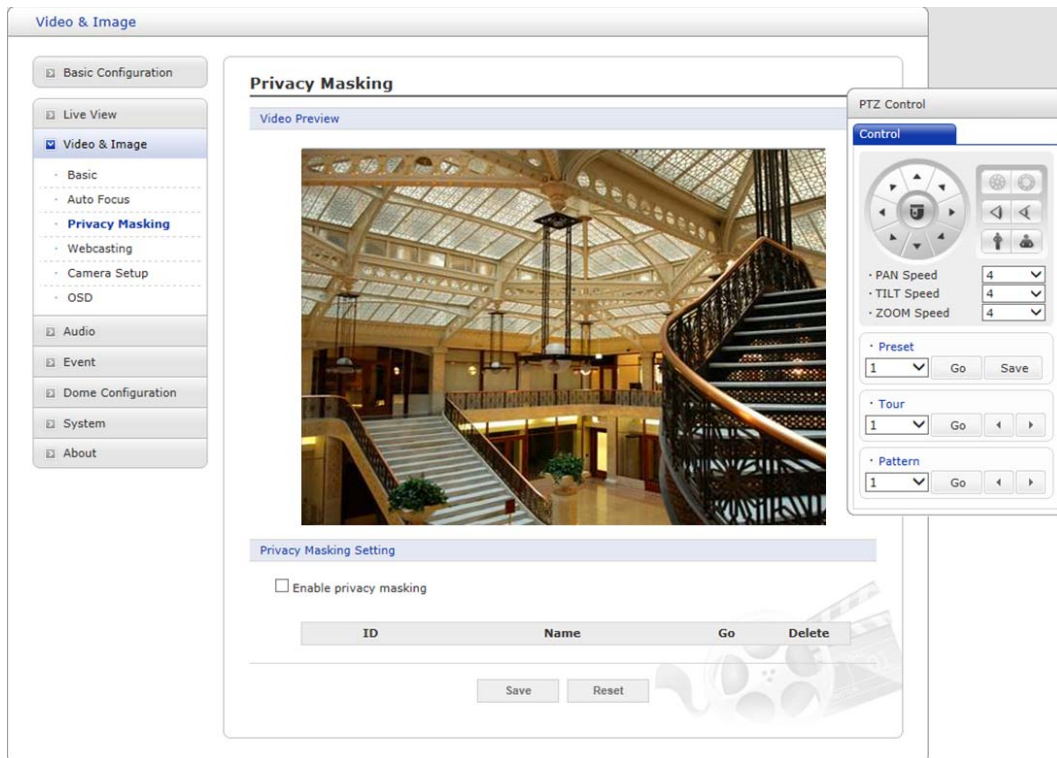 Video & Image
Basic Configuration
Live View
Video & Image
Basic
Auto Focus
Privacy Masking
Webcasting
Camera Setup
OSD
Audio
Event
Dome Configuration
System
About
Privacy Masking
Video Preview
Privacy Masking Setting
Enable privacy masking
ID Name Go Delete
Save Reset
PTZ Control
Control
PAN Speed 4
TILT Speed 4
ZOOM Speed 4
Preset
1 Go Save
Tour
1 Go
Pattern
1 Go